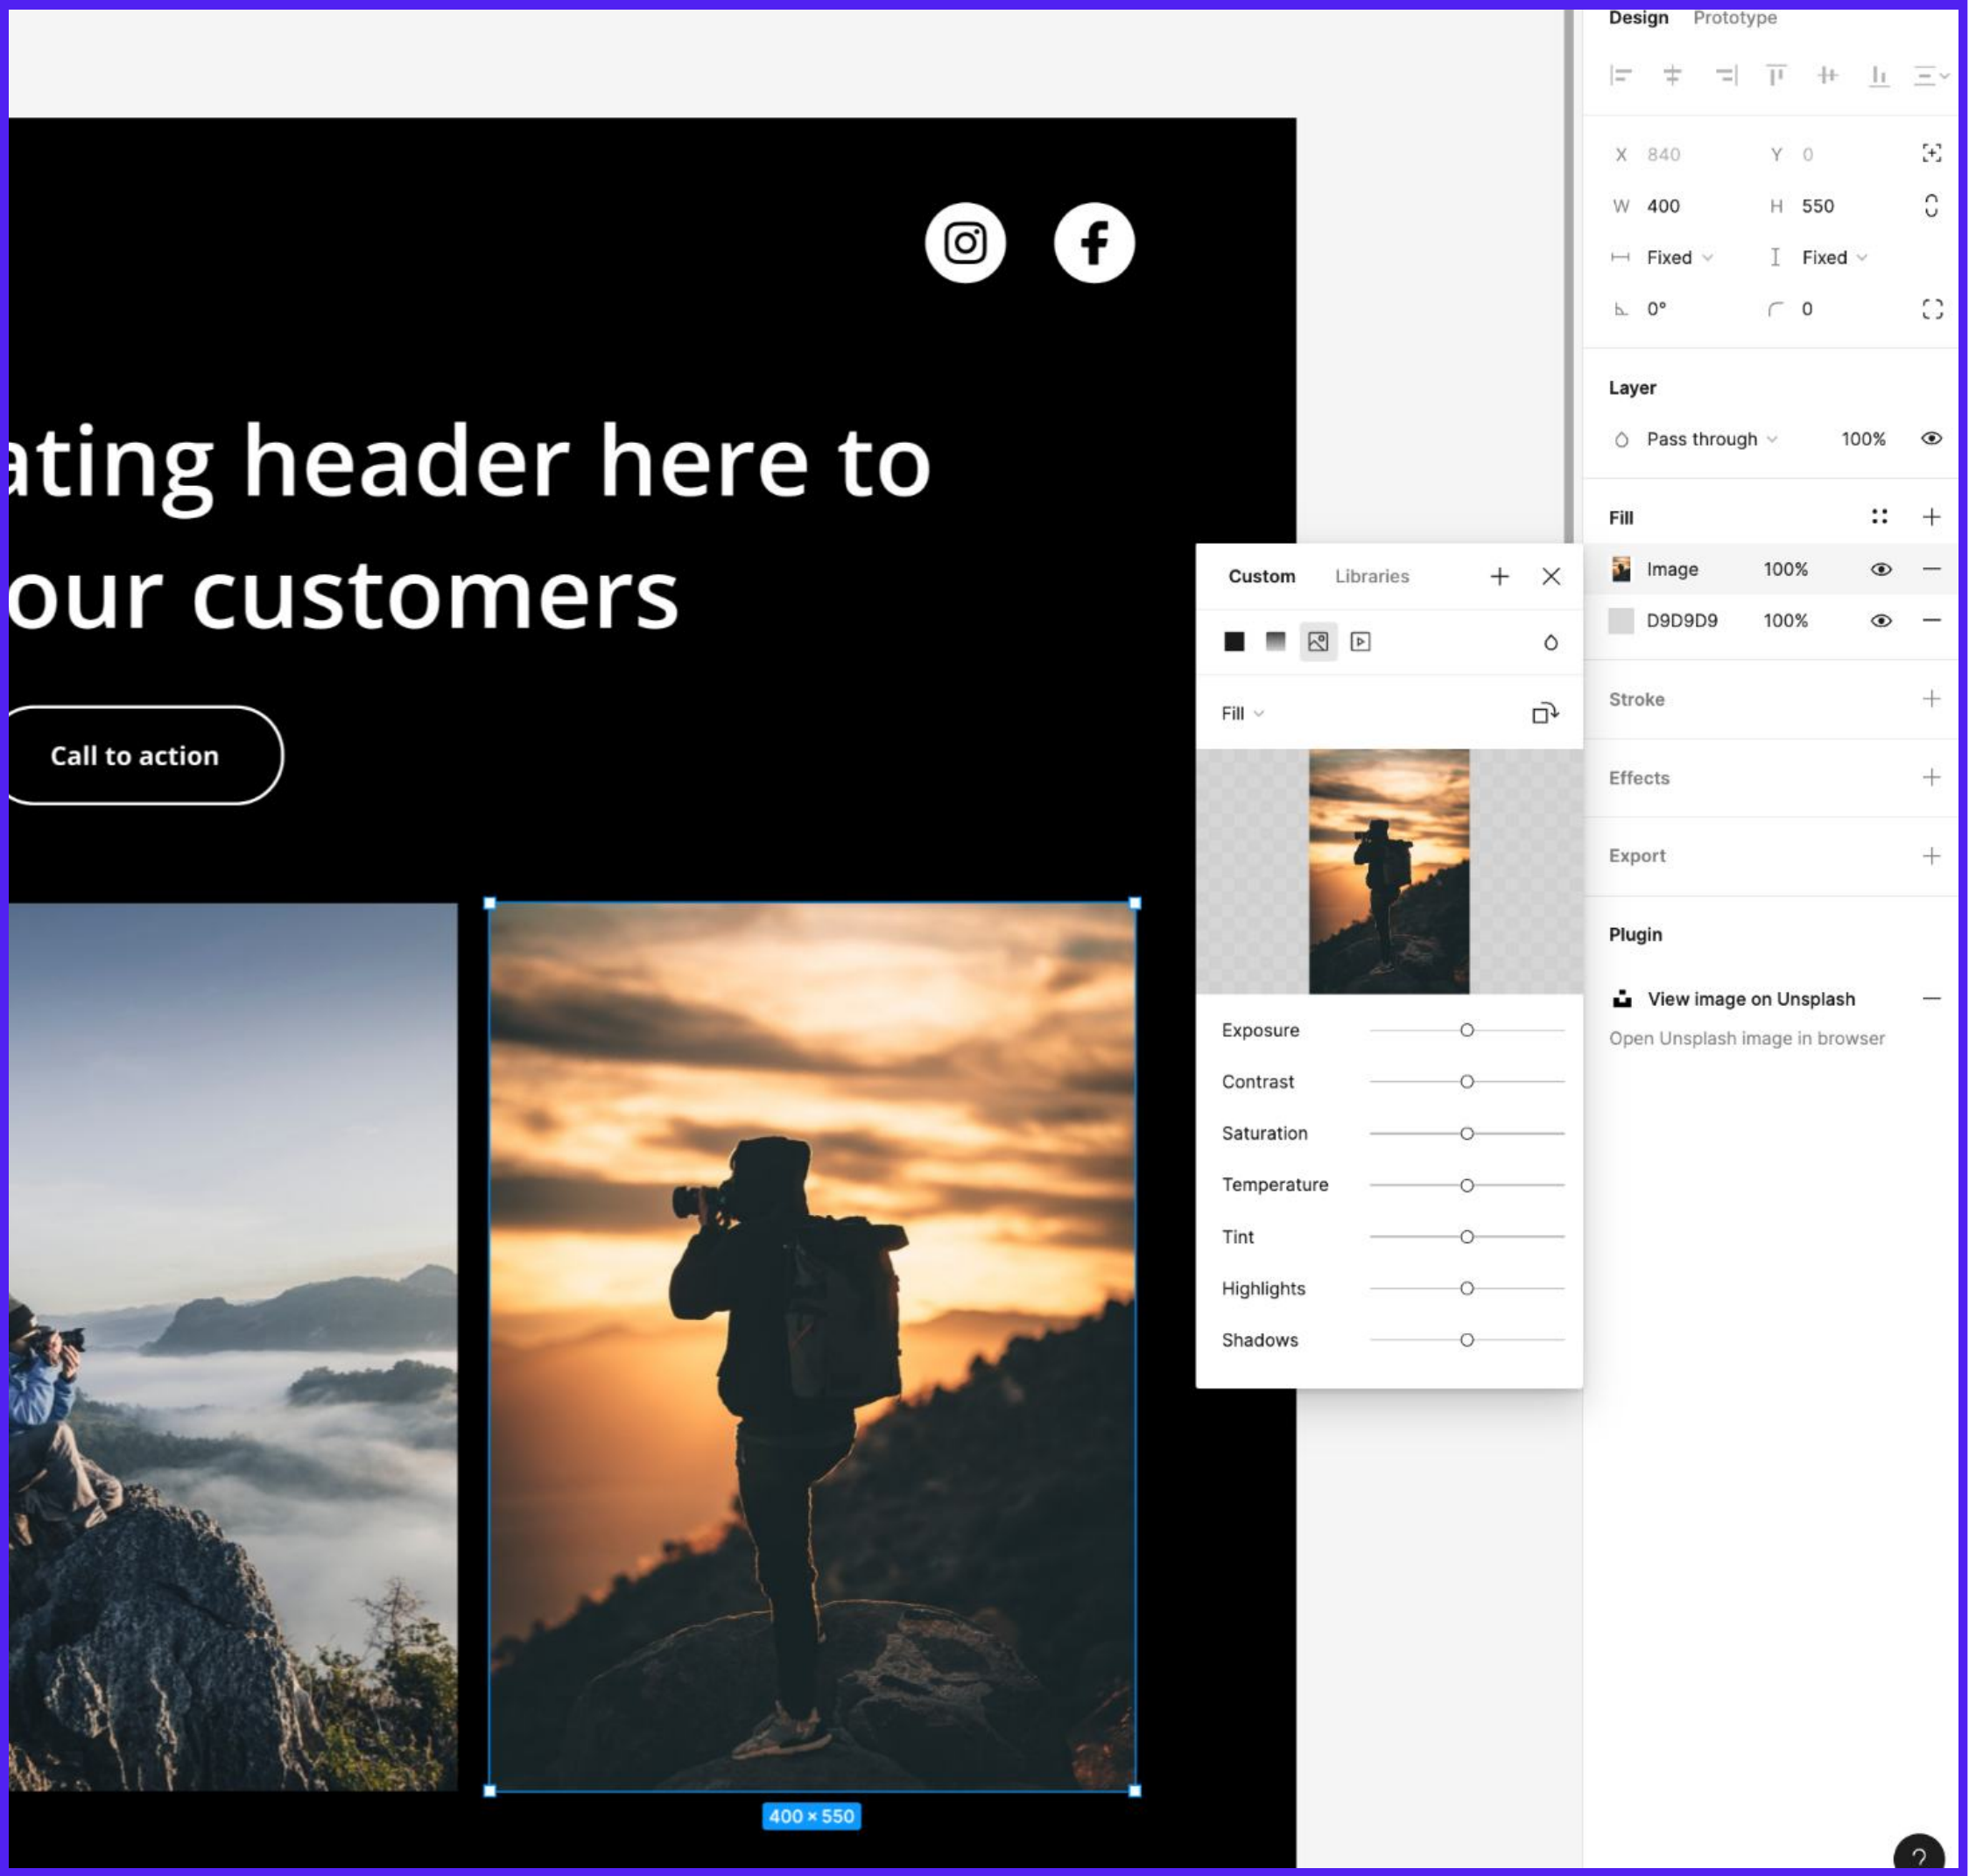 Design Prototype
X 840 Y 0
W 400 H 550
Fixed Fixed
0° 0
Layer
Pass through 100%
Fill
Image 100%
D9D9D9 100%
Stroke
Effects
Export
Plugin
View image on Unsplash
Open Unsplash image in browser
?
ating header here to
our customers
Call to action
400 × 550
Custom Libraries
Fill
Exposure
Contrast
Saturation
Temperature
Tint
Highlights
Shadows